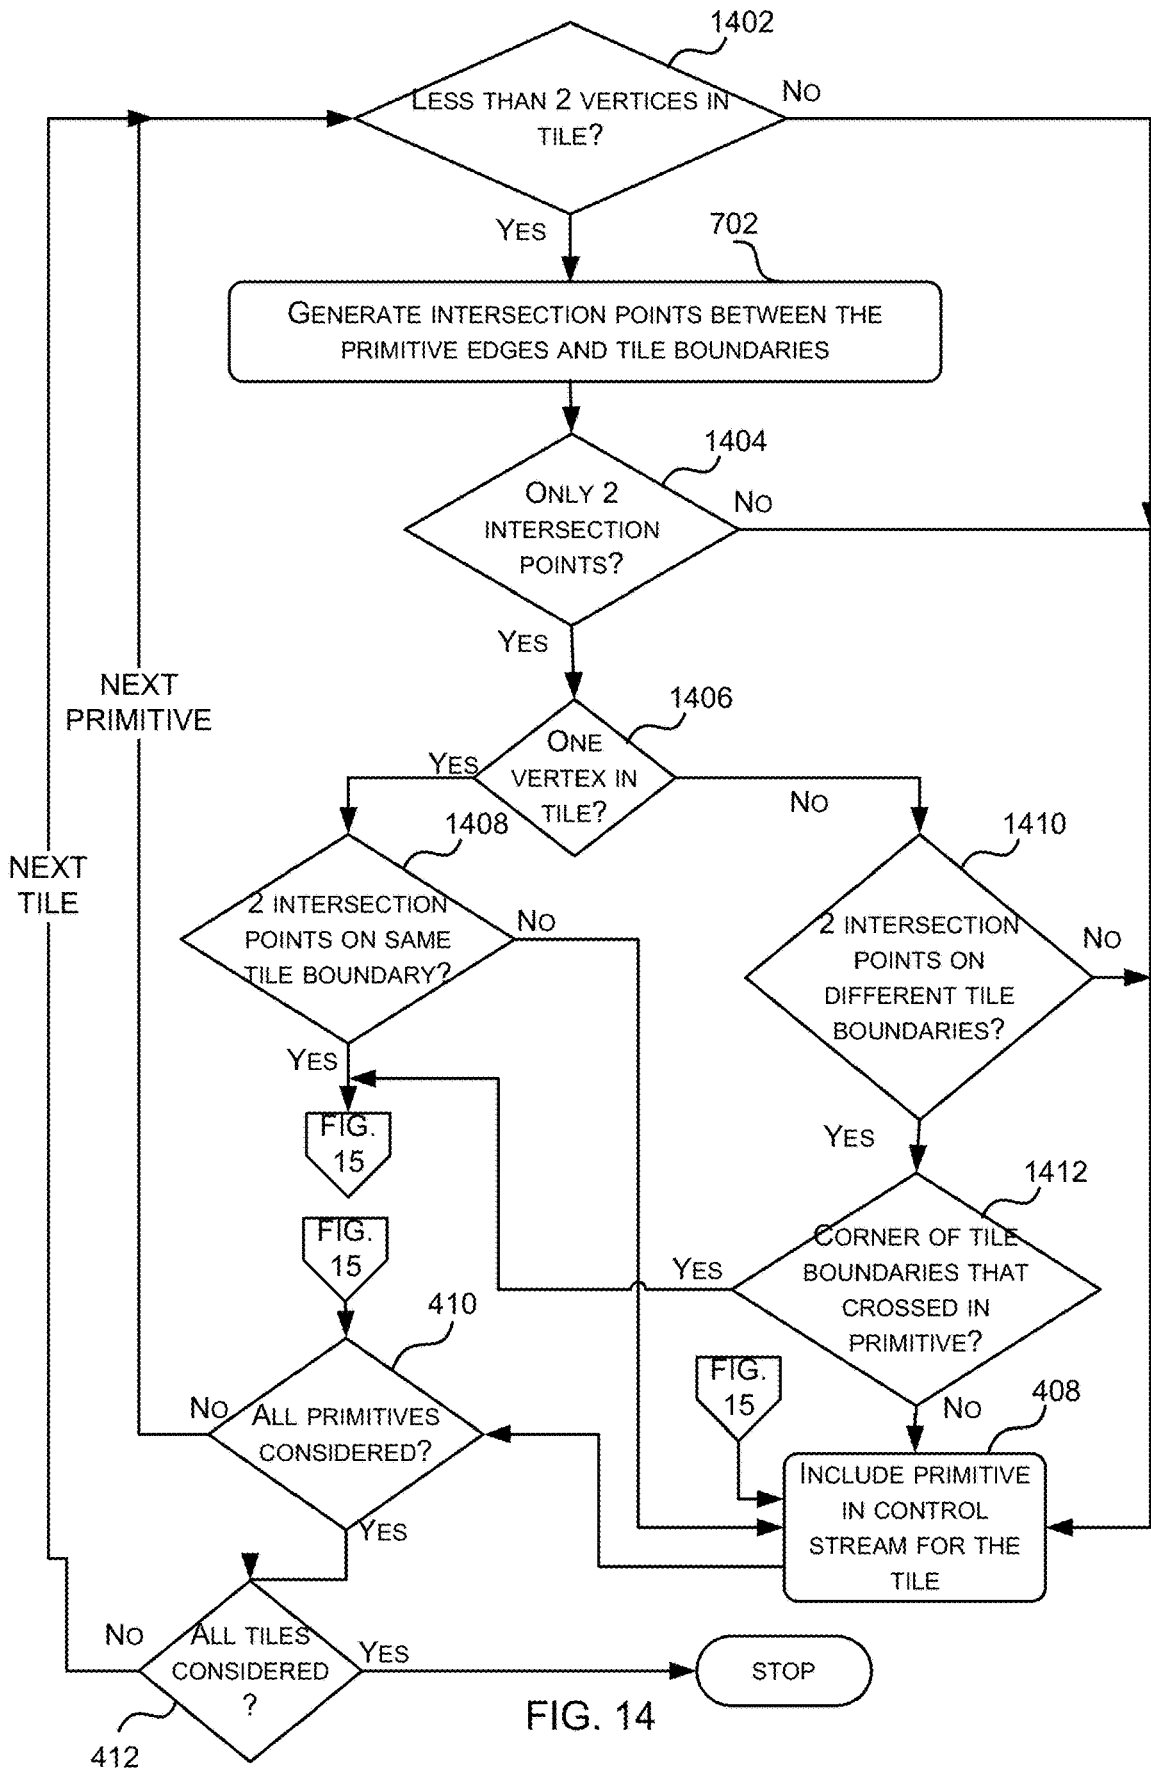 1402
LESS THAN 2 VERTICES IN
TILE?
NO
YES
702
GENERATE INTERSECTION POINTS BETWEEN THE
PRIMITIVE EDGES AND TILE BOUNDARIES
1404
ONLY 2
INTERSECTION
POINTS?
NO
YES
NEXT
PRIMITIVE
1406
ONE
VERTEX IN
TILE?
YES
NO
NEXT
TILE
1408
2 INTERSECTION
POINTS ON SAME
TILE BOUNDARY?
NO
YES
1410
2 INTERSECTION
POINTS ON
DIFFERENT TILE
BOUNDARIES?
NO
YES
FIG.
15
FIG.
15
1412
CORNER OF TILE
BOUNDARIES THAT
CROSSED IN
PRIMITIVE?
YES
NO
410
ALL PRIMITIVES
CONSIDERED?
NO
YES
FIG.
15
408
INCLUDE PRIMITIVE
IN CONTROL
STREAM FOR THE
TILE
ALL TILES
CONSIDERED
?
NO
YES
412
STOP
FIG. 14